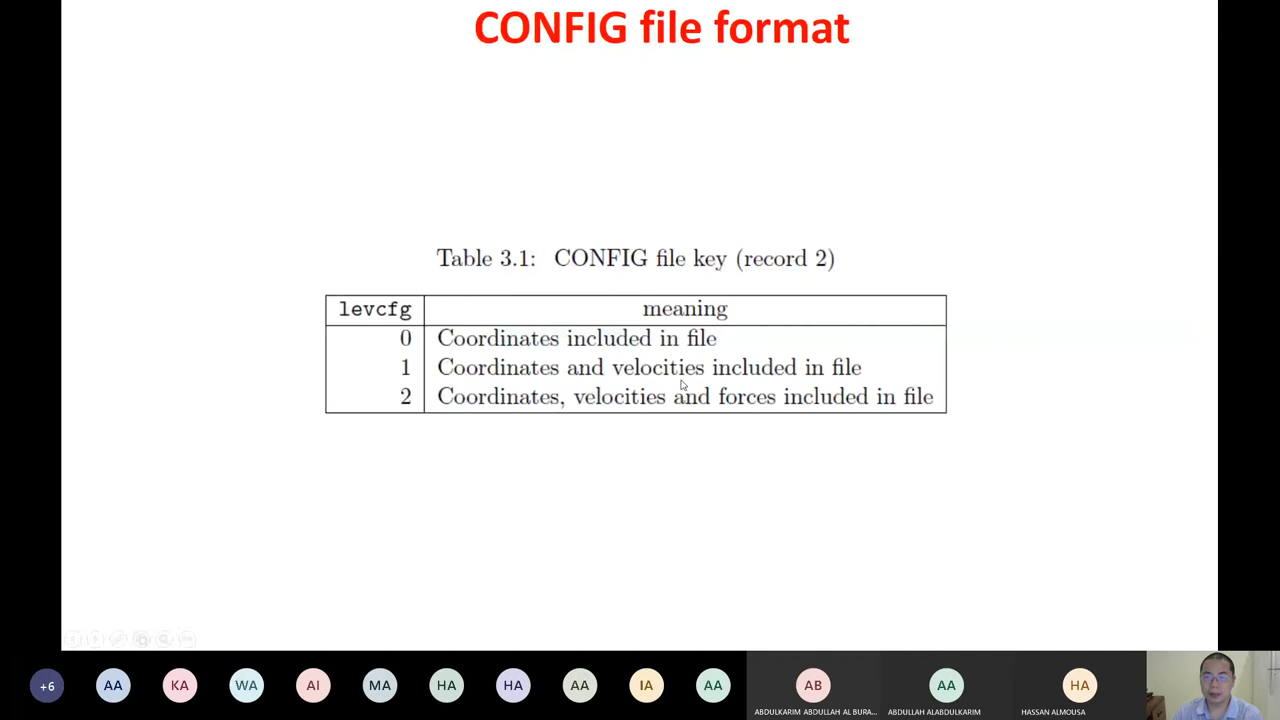 CONFIG file format
Table 3.1: CONFIG file key (record 2)
levcfg meaning
0 Coordinates included in file
1 Coordinates and velocities included in file
2 Coordinates, velocities and forces included in file
+6 AA KA WA AI MA HA HA AA IA AA AB AA HA
ABDULKARIM ABDULLAH AL BURA... ABDULLAH ALABDULKARIM HASSAN ALMOUSA